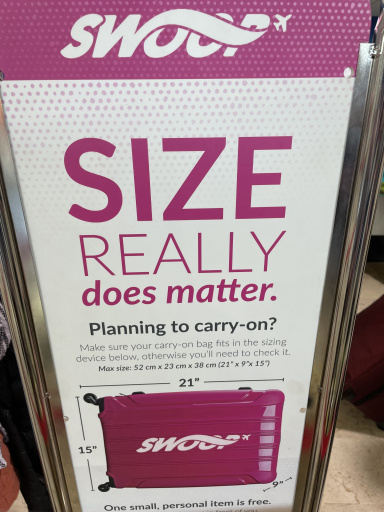 SWOOP
SIZE
REALLY
does matter.
Planning to carry-on?
Make sure your carry-on bag fits in the sizing
device below, otherwise you'll need to check it.
Max size: 52 cm x 23 cm x 38 cm (21" x 9"x 15")
21"
15"
SWOOP
9"
One small, personal item is free.